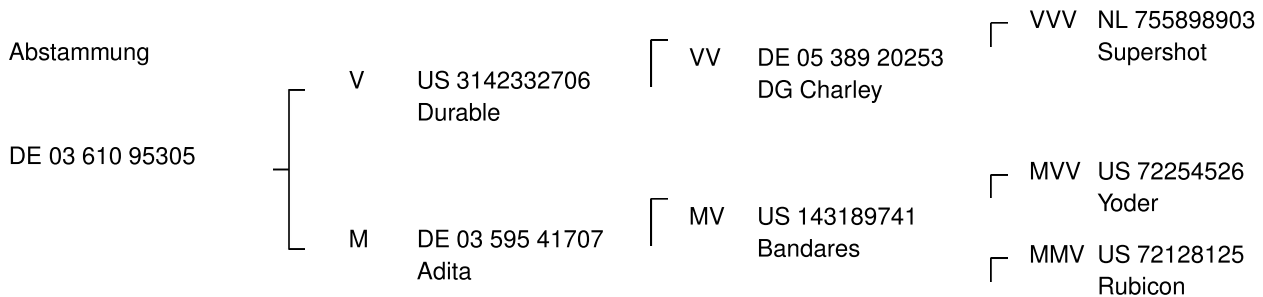 Abstammung
DE 03 610 95305
V US 3142332706
Durable
M DE 03 595 41707
Adita
VV DE 05 389 20253
DG Charley
MV US 143189741
Bandares
VVV NL 755898903
Supershot
MVV US 72254526
Yoder
MMV US 72128125
Rubicon